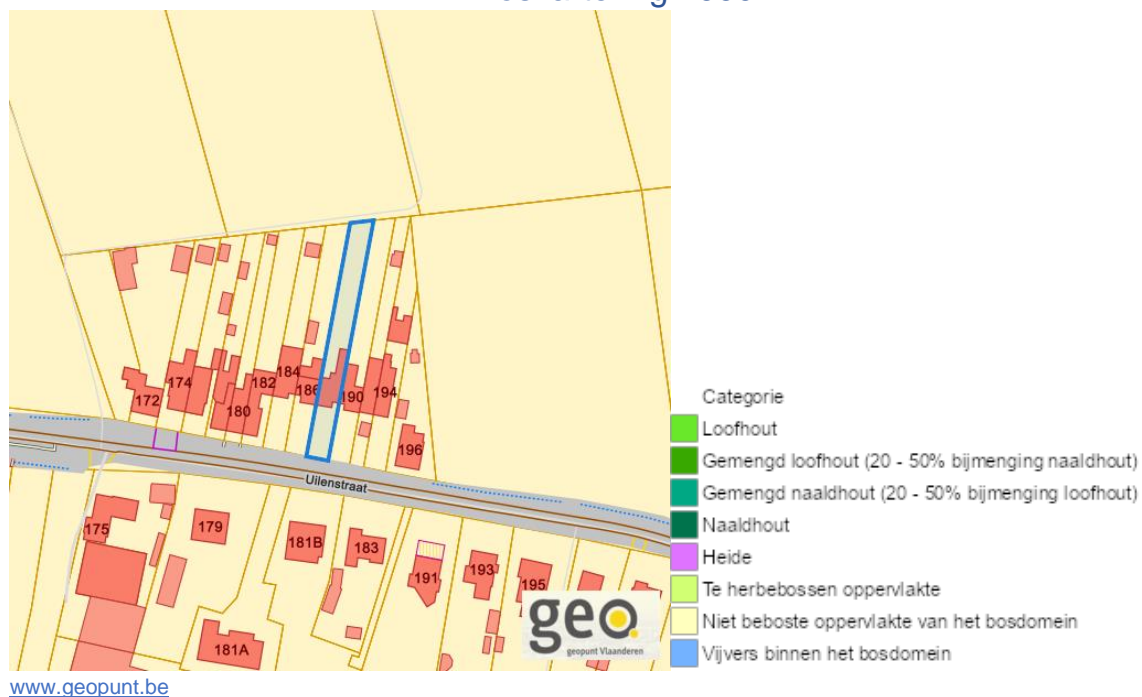 172
174
180
182
184
186
190
194
196
Uilenstraat
175
179
181B
183
191
193
195
181A
geo
geopunt Vlaanderen
Categorie
Loofhout
Gemengd loofhout (20 - 50% bijmenging naaldhout)
Gemengd naaldhout (20 - 50% bijmenging loofhout)
Naaldhout
Heide
Te herbebossen oppervlakte
Niet beboste oppervlakte van het bosdomein
Vijvers binnen het bosdomein
www.geopunt.be